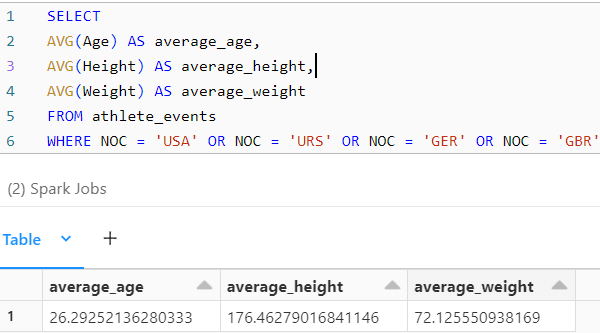 1 SELECT
2 AVG(Age) AS average_age,
3 AVG(Height) AS average_height,
4 AVG(Weight) AS average_weight
5 FROM athlete_events
6 WHERE NOC = 'USA' OR NOC = 'URS' OR NOC = 'GER' OR NOC = 'GBR'
(2) Spark Jobs
Table +
average_age average_height average_weight
1 26.29252136280333 176.46279016841146 72.125550938169